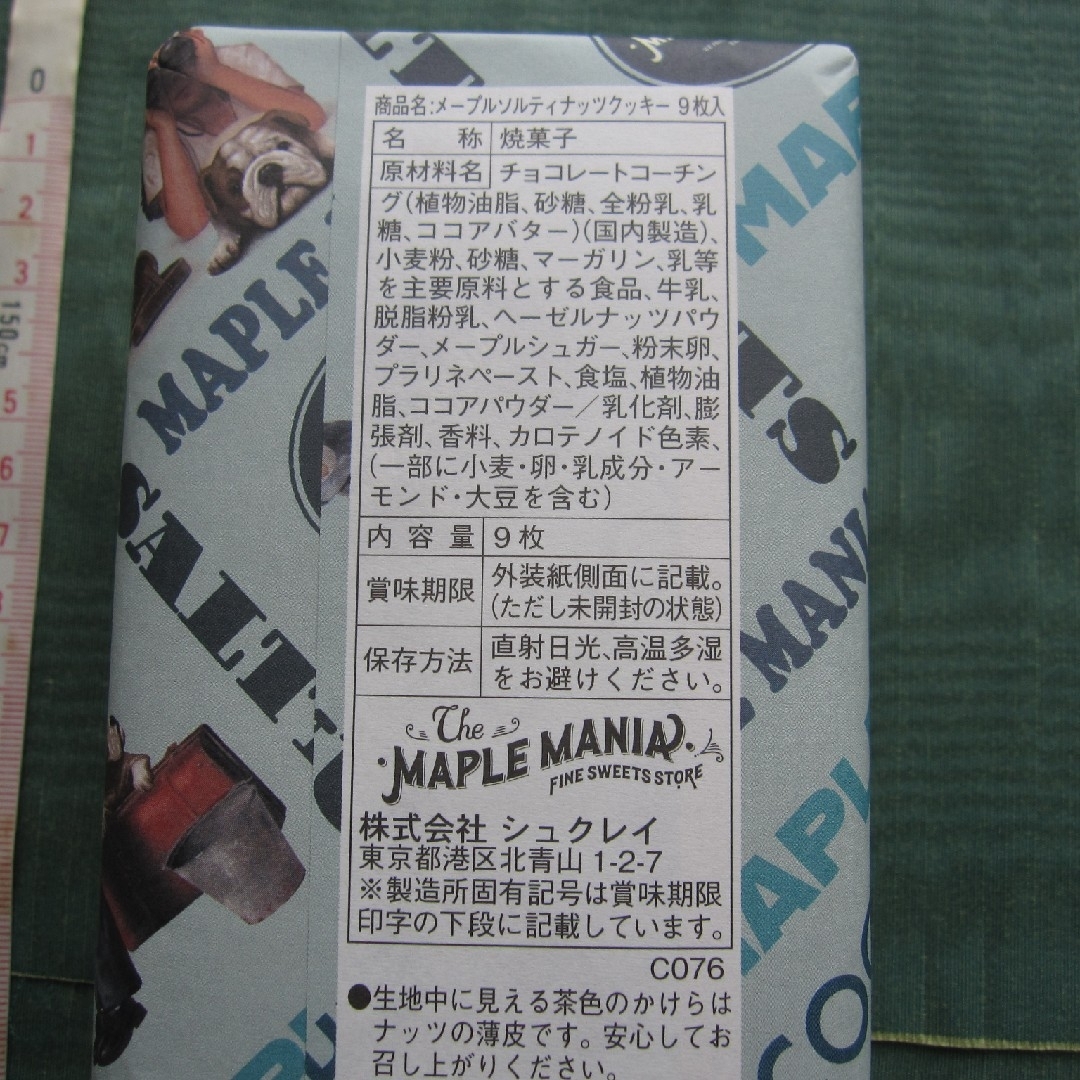 商品名:メープルソルティナッツクッキー 9枚入
名 称 焼菓子
原材料名 チョコレートコーチン
グ(植物油脂、砂糖、全粉乳、乳
糖、ココアバター)(国内製造)、
小麦粉、砂糖、マーガリン、乳等
を主要原料とする食品、牛乳、
脱脂粉乳、ヘーゼルナッツパウ
ダー、メープルシュガー、粉末卵、
プラリネペースト、食塩、植物油
脂、ココアパウダー/乳化剤、膨
張剤、香料、カロテノイド色素、
(一部に小麦・卵・乳成分・アー
モンド・大豆を含む)
内容量 9枚
賞味期限 外装紙側面に記載。
(ただし未開封の状態)
保存方法 直射日光、高温多湿
をお避けください。
The
MAPLE MANIA
FINE SWEETS STORE
株式会社 シュクレイ
東京都港区北青山 1-2-7
※製造所固有記号は賞味期限
印字の下段に記載しています。
C076
●生地中に見える茶色のかけらは
ナッツの薄皮です。安心してお
召し上がりください。
MAPLE
MANI
0
1
2
3
150cm
5
6
7